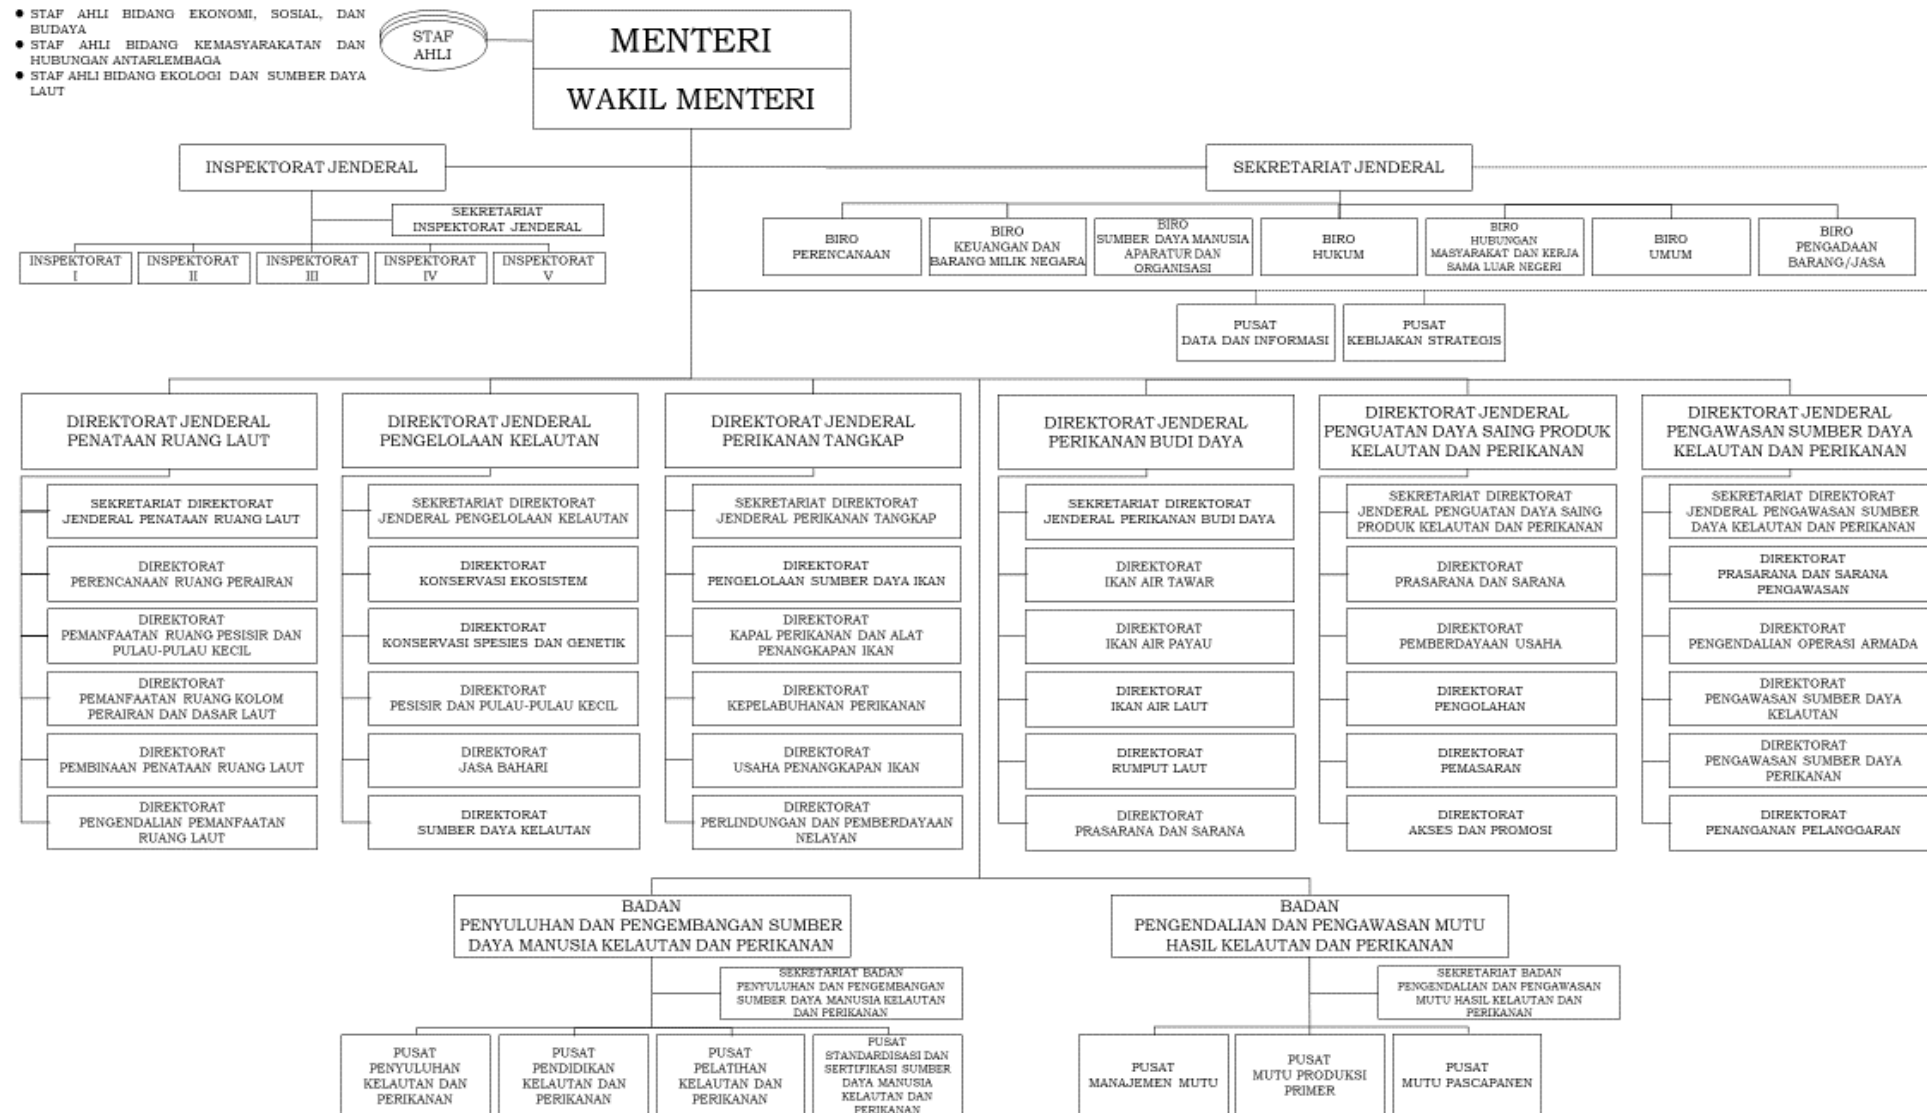 ● STAF AHLI BIDANG EKONOMI, SOSIAL, DAN
BUDAYA
● STAF AHLI BIDANG KEMASYARAKATAN DAN
HUBUNGAN ANTARLEMBAGA
● STAF AHLI BIDANG EKOLOGI DAN SUMBER DAYA
LAUT
STAF
AHLI
MENTERI
WAKIL MENTERI
INSPEKTORAT JENDERAL
SEKRETARIAT
INSPEKTORAT JENDERAL
INSPEKTORAT
I
INSPEKTORAT
II
INSPEKTORAT
III
INSPEKTORAT
IV
INSPEKTORAT
V
SEKRETARIAT JENDERAL
BIRO
PERENCANAAN
BIRO
KEUANGAN DAN
BARANG MILIK NEGARA
BIRO
SUMBER DAYA MANUSIA
APARATUR DAN
ORGANISASI
BIRO
HUKUM
BIRO
HUBUNGAN
MASYARAKAT DAN KERJA
SAMA LUAR NEGERI
BIRO
UMUM
BIRO
PENGADAAN
BARANG/JASA
PUSAT
DATA DAN INFORMASI
PUSAT
KEBIJAKAN STRATEGIS
DIREKTORAT JENDERAL
PENATAAN RUANG LAUT
SEKRETARIAT DIREKTORAT
JENDERAL PENATAAN RUANG LAUT
DIREKTORAT
PERENCANAAN RUANG PERAIRAN
DIREKTORAT
PEMANFAATAN RUANG PESISIR DAN
PULAU-PULAU KECIL
DIREKTORAT
PEMANFAATAN RUANG KOLOM
PERAIRAN DAN DASAR LAUT
DIREKTORAT
PEMBINAAN PENATAAN RUANG LAUT
DIREKTORAT
PENGENDALIAN PEMANFAATAN
RUANG LAUT
DIREKTORAT JENDERAL
PENGELOLAAN KELAUTAN
SEKRETARIAT DIREKTORAT
JENDERAL PENGELOLAAN KELAUTAN
DIREKTORAT
KONSERVASI EKOSISTEM
DIREKTORAT
KONSERVASI SPESIES DAN GENETIK
DIREKTORAT
PESISIR DAN PULAU-PULAU KECIL
DIREKTORAT
JASA BAHARI
DIREKTORAT
SUMBER DAYA KELAUTAN
DIREKTORAT JENDERAL
PERIKANAN TANGKAP
SEKRETARIAT DIREKTORAT
JENDERAL PERIKANAN TANGKAP
DIREKTORAT
PENGELOLAAN SUMBER DAYA IKAN
DIREKTORAT
KAPAL PERIKANAN DAN ALAT
PENANGKAPAN IKAN
DIREKTORAT
KEPELABUHANAN PERIKANAN
DIREKTORAT
USAHA PENANGKAPAN IKAN
DIREKTORAT
PERLINDUNGAN DAN PEMBERDAYAAN
NELAYAN
DIREKTORAT JENDERAL
PERIKANAN BUDI DAYA
SEKRETARIAT DIREKTORAT
JENDERAL PERIKANAN BUDI DAYA
DIREKTORAT
IKAN AIR TAWAR
DIREKTORAT
IKAN AIR PAYAU
DIREKTORAT
IKAN AIR LAUT
DIREKTORAT
RUMPUT LAUT
DIREKTORAT
PRASARANA DAN SARANA
DIREKTORAT JENDERAL
PENGUATAN DAYA SAING PRODUK
KELAUTAN DAN PERIKANAN
SEKRETARIAT DIREKTORAT
JENDERAL PENGUATAN DAYA SAING
PRODUK KELAUTAN DAN PERIKANAN
DIREKTORAT
PRASARANA DAN SARANA
DIREKTORAT
PEMBERDAYAAN USAHA
DIREKTORAT
PENGOLAHAN
DIREKTORAT
PEMASARAN
DIREKTORAT
AKSES DAN PROMOSI
DIREKTORAT JENDERAL
PENGAWASAN SUMBER DAYA
KELAUTAN DAN PERIKANAN
SEKRETARIAT DIREKTORAT
JENDERAL PENGAWASAN SUMBER
DAYA KELAUTAN DAN PERIKANAN
DIREKTORAT
PRASARANA DAN SARANA
PENGAWASAN
DIREKTORAT
PENGENDALIAN OPERASI ARMADA
DIREKTORAT
PENGAWASAN SUMBER DAYA
KELAUTAN
DIREKTORAT
PENGAWASAN SUMBER DAYA
PERIKANAN
DIREKTORAT
PENANGANAN PELANGGARAN
BADAN
PENYULUHAN DAN PENGEMBANGAN SUMBER
DAYA MANUSIA KELAUTAN DAN PERIKANAN
SEKRETARIAT BADAN
PENYULUHAN DAN PENGEMBANGAN
SUMBER DAYA MANUSIA KELAUTAN
DAN PERIKANAN
PUSAT
PENYULUHAN
KELAUTAN DAN
PERIKANAN
PUSAT
PENDIDIKAN
KELAUTAN DAN
PERIKANAN
PUSAT
PELATIHAN
KELAUTAN DAN
PERIKANAN
PUSAT
STANDARDISASI DAN
SERTIFIKASI SUMBER
DAYA MANUSIA
KELAUTAN DAN
PERIKANAN
BADAN
PENGENDALIAN DAN PENGAWASAN MUTU
HASIL KELAUTAN DAN PERIKANAN
SEKRETARIAT BADAN
PENGENDALIAN DAN PENGAWASAN
MUTU HASIL KELAUTAN DAN
PERIKANAN
PUSAT
MANAJEMEN MUTU
PUSAT
MUTU PRODUKSI
PRIMER
PUSAT
MUTU PASCAPANEN